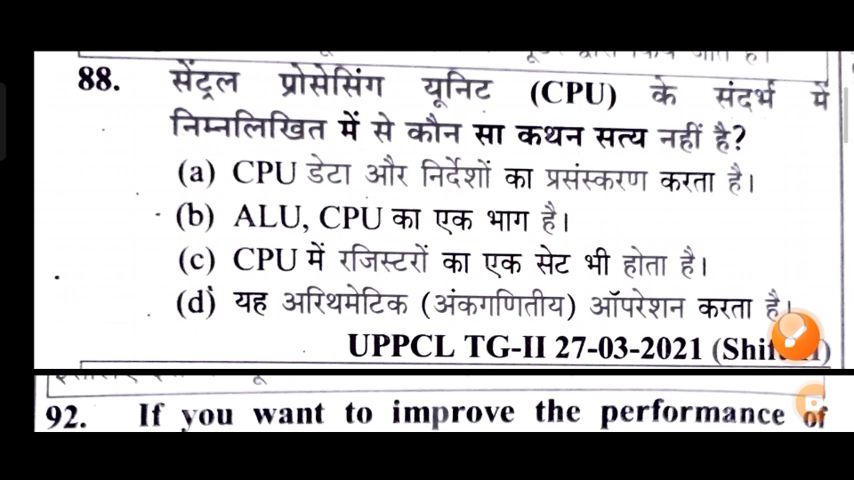 88. सेंट्रल प्रोसेसिंग यूनिट (CPU) के संदर्भ में
निम्नलिखित में से कौन सा कथन सत्य नहीं है?
(a) CPU डेटा और निर्देशों का प्रसंस्करण करता है।
(b) ALU, CPU का एक भाग है।
(c) CPU में रजिस्टरों का एक सेट भी होता है।
(d) यह अरिथमेटिक (अंकगणितीय) ऑपरेशन करता है।
UPPCL TG-II 27-03-2021
92. If you want to improve the performance of